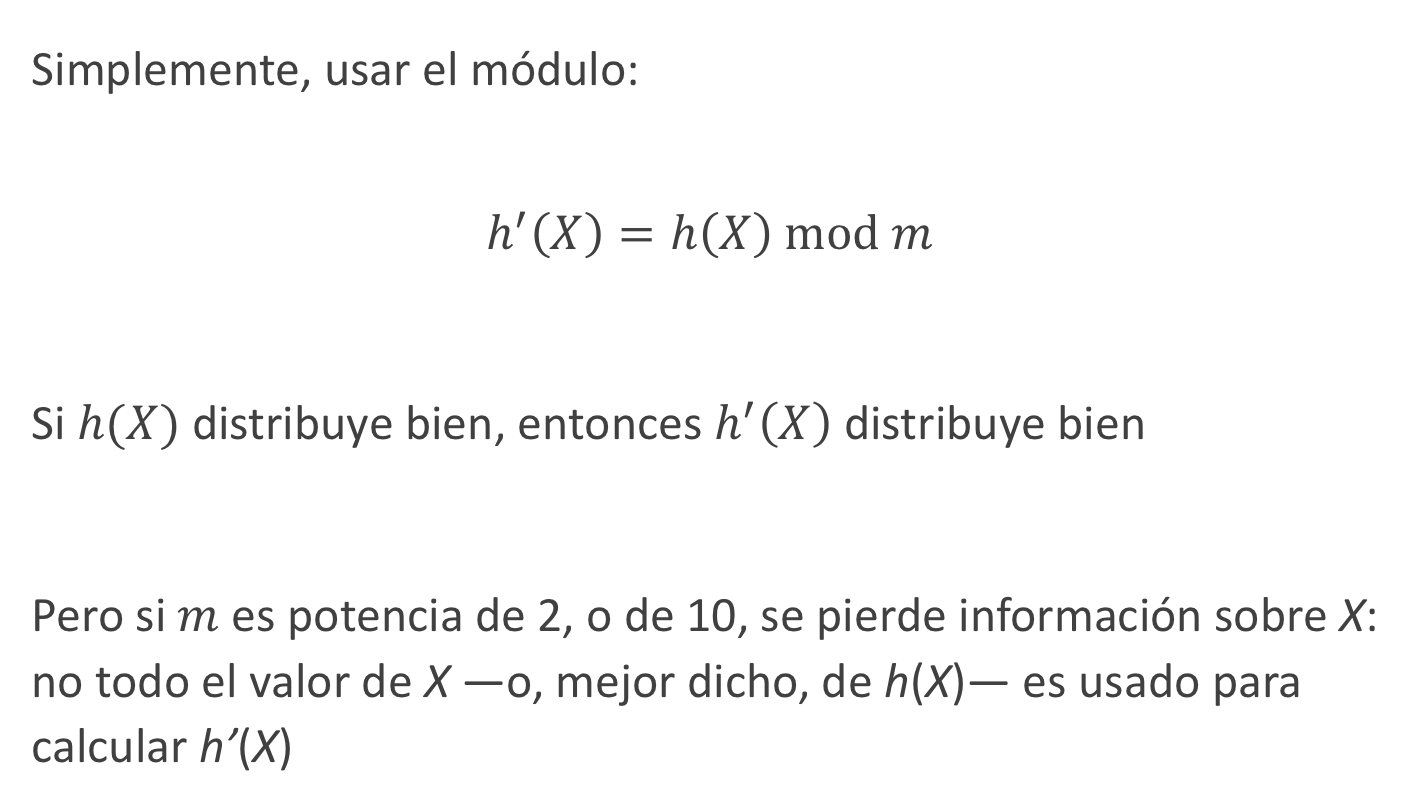 Simplemente, usar el módulo:
h′(X) = h(X) mod m
Si h(X) distribuye bien, entonces h′(X) distribuye bien
Pero si m es potencia de 2, o de 10, se pierde información sobre X:
no todo el valor de X —o, mejor dicho, de h(X)— es usado para
calcular h’(X)